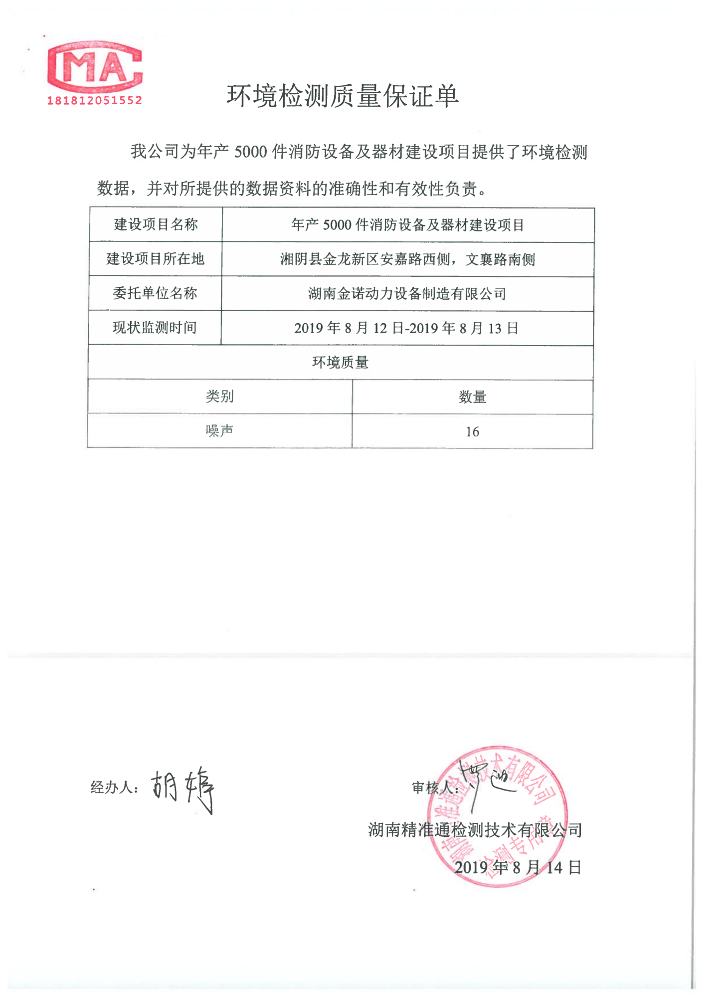 CMA
181812051552
环境检测质量保证单
我公司为年产 5000 件消防设备及器材建设项目提供了环境检测
数据，并对所提供的数据资料的准确性和有效性负责。
建设项目名称 年产 5000 件消防设备及器材建设项目
建设项目所在地 湘阴县金龙新区安嘉路西侧，文襄路南侧
委托单位名称 湖南金诺动力设备制造有限公司
现状监测时间 2019 年 8 月 12 日-2019 年 8 月 13 日
环境质量
类别 数量
噪声 16
经办人：胡婷
审核人：
湖南精准通检测技术有限公司
2019 年 8 月 14 日
湖南精准通检测技术有限公司
检测专用章